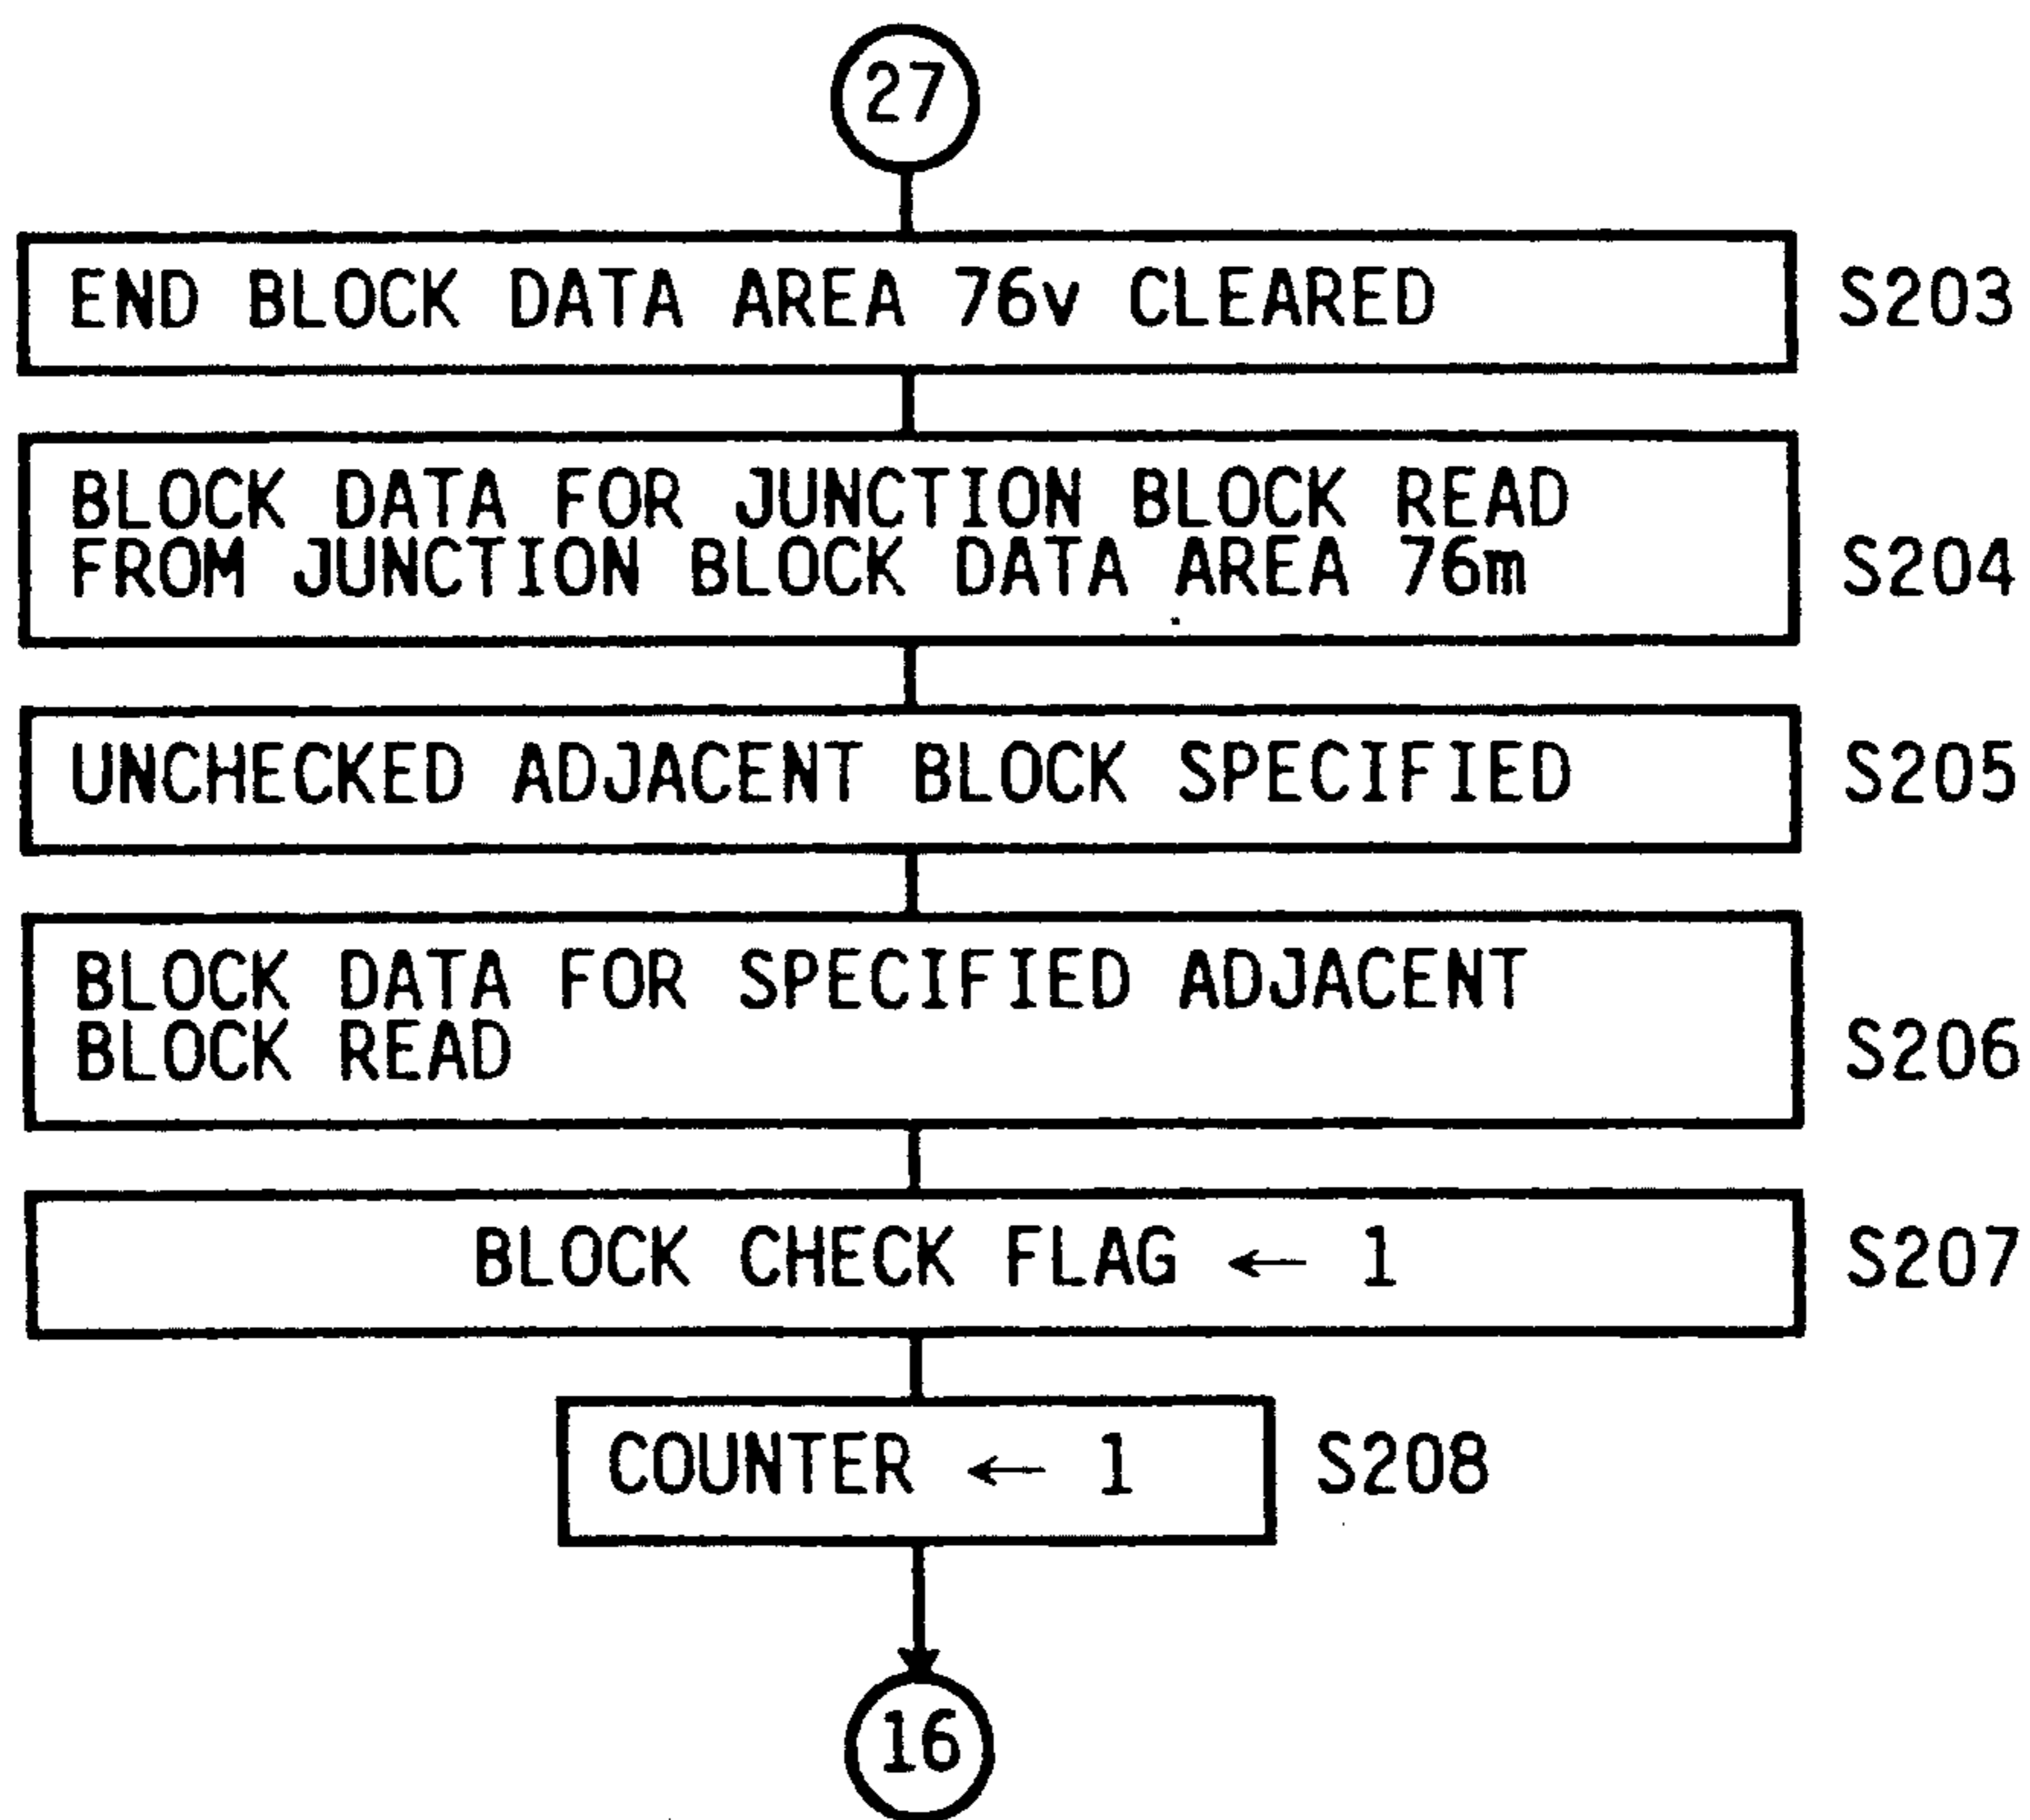 27
END BLOCK DATA AREA 76v CLEARED
S203
BLOCK DATA FOR JUNCTION BLOCK READ
FROM JUNCTION BLOCK DATA AREA 76m
S204
UNCHECKED ADJACENT BLOCK SPECIFIED
S205
BLOCK DATA FOR SPECIFIED ADJACENT
BLOCK READ
S206
BLOCK CHECK FLAG ← 1
S207
COUNTER ← 1
S208
16